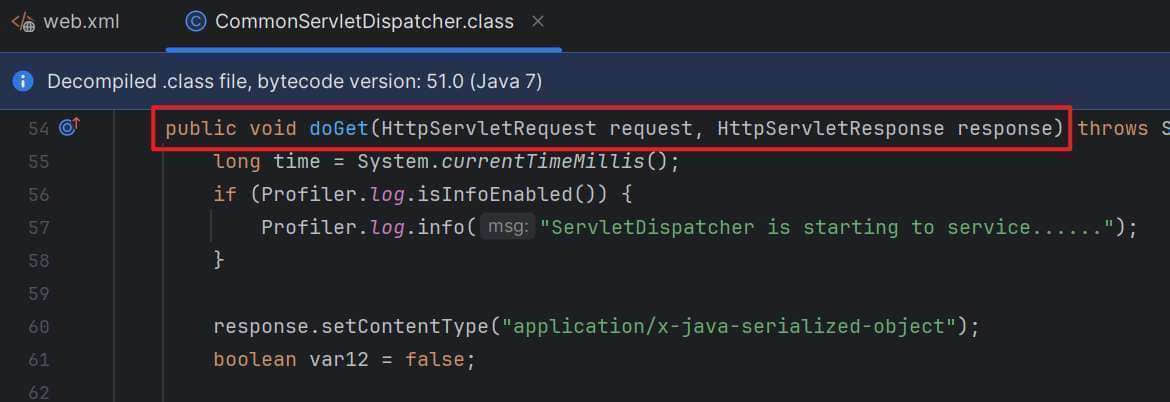 web.xml CommonServletDispatcher.class
Decompiled .class file, bytecode version: 51.0 (Java 7)
54 public void doGet(HttpServletRequest request, HttpServletResponse response) throws S
55 long time = System.currentTimeMillis();
56 if (Profiler.log.isInfoEnabled()) {
57 Profiler.log.info( msg: "ServletDispatcher is starting to service......");
58 }
59
60 response.setContentType("application/x-java-serialized-object");
61 boolean var12 = false;
62